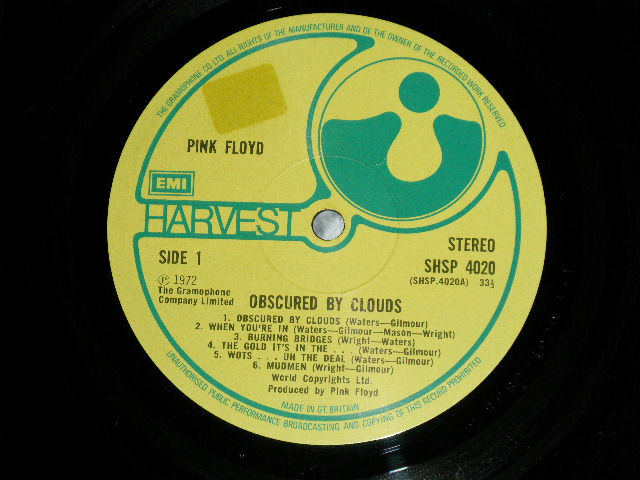 THE GRAMOPHONE CO. LTD. ALL RIGHTS OF THE MANUFACTURER AND OF THE OWNER OF THE RECORDED WORK RESERVED
PINK FLOYD
EMI
HARVEST
SIDE 1
STEREO
SHSP 4020
(SHSP.4020A) 33⅓
℗ 1972
The Gramophone
Company Limited
OBSCURED BY CLOUDS
1. OBSCURED BY CLOUDS (Waters—Gilmour)
2. WHEN YOU'RE IN (Waters—Gilmour—Mason—Wright)
3. BURNING BRIDGES (Wright—Waters)
4. THE GOLD IT'S IN THE . . . (Waters—Gilmour)
5. WOTS . . . UH THE DEAL (Waters—Gilmour)
6. MUDMEN (Wright—Gilmour)
World Copyrights Ltd.
Produced by Pink Floyd
MADE IN GT. BRITAIN
UNAUTHORISED PUBLIC PERFORMANCE BROADCASTING AND COPYING OF THIS RECORD PROHIBITED